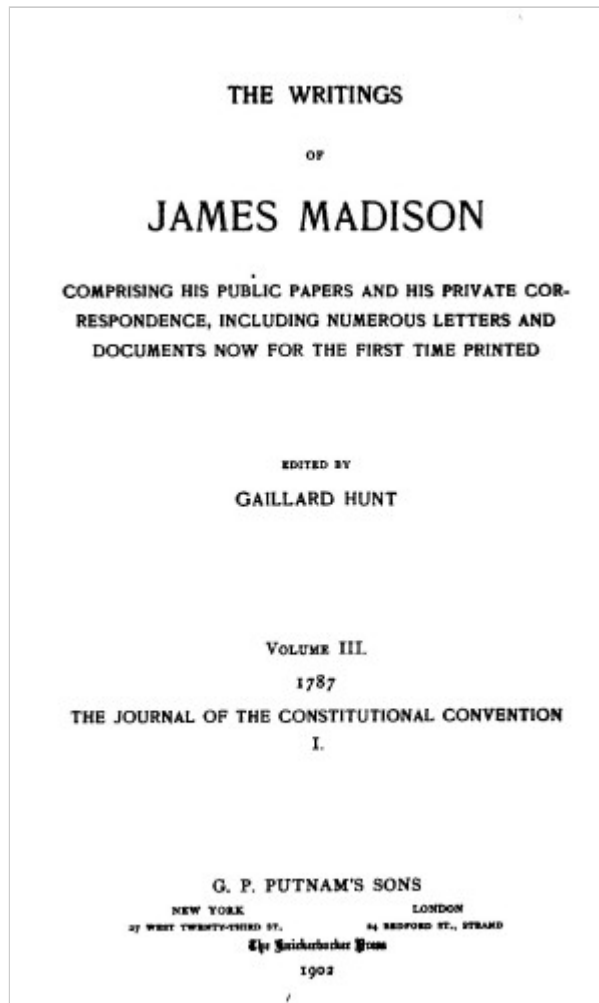 THE WRITINGS
OF
JAMES MADISON
COMPRISING HIS PUBLIC PAPERS AND HIS PRIVATE COR-
RESPONDENCE, INCLUDING NUMEROUS LETTERS AND
DOCUMENTS NOW FOR THE FIRST TIME PRINTED
EDITED BY
GAILLARD HUNT
VOLUME III.
1787
THE JOURNAL OF THE CONSTITUTIONAL CONVENTION
I.
G. P. PUTNAM'S SONS
NEW YORK LONDON
27 WEST TWENTY-THIRD ST. 24 BEDFORD ST., STRAND
The Knickerbocker Press
1902